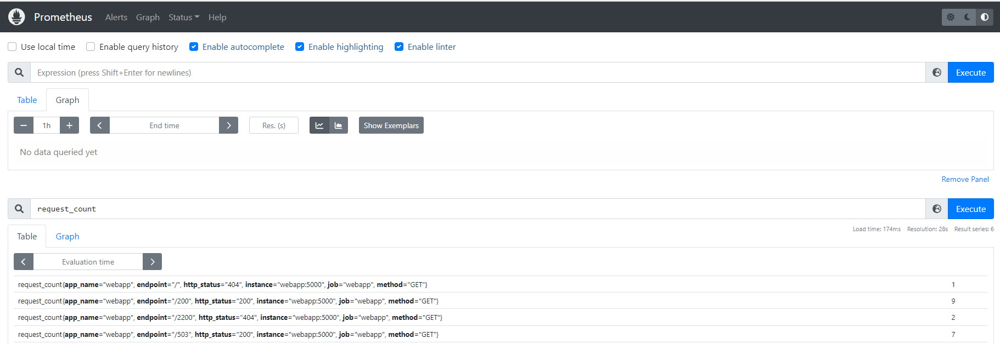 Prometheus Alerts Graph Status Help
Use local time Enable query history Enable autocomplete Enable highlighting Enable linter
Expression (press Shift+Enter for newlines) Execute
Table Graph
1h End time Res. (s) Show Exemplars
No data queried yet
Remove Panel
request_count Execute
Table Graph Load time: 174ms Resolution: 28s Result series: 6
Evaluation time
request_count{app_name="webapp", endpoint="/", http_status="404", instance="webapp:5000", job="webapp", method="GET"} 1
request_count{app_name="webapp", endpoint="/200", http_status="200", instance="webapp:5000", job="webapp", method="GET"} 9
request_count{app_name="webapp", endpoint="/2200", http_status="404", instance="webapp:5000", job="webapp", method="GET"} 2
request_count{app_name="webapp", endpoint="/503", http_status="200", instance="webapp:5000", job="webapp", method="GET"} 7